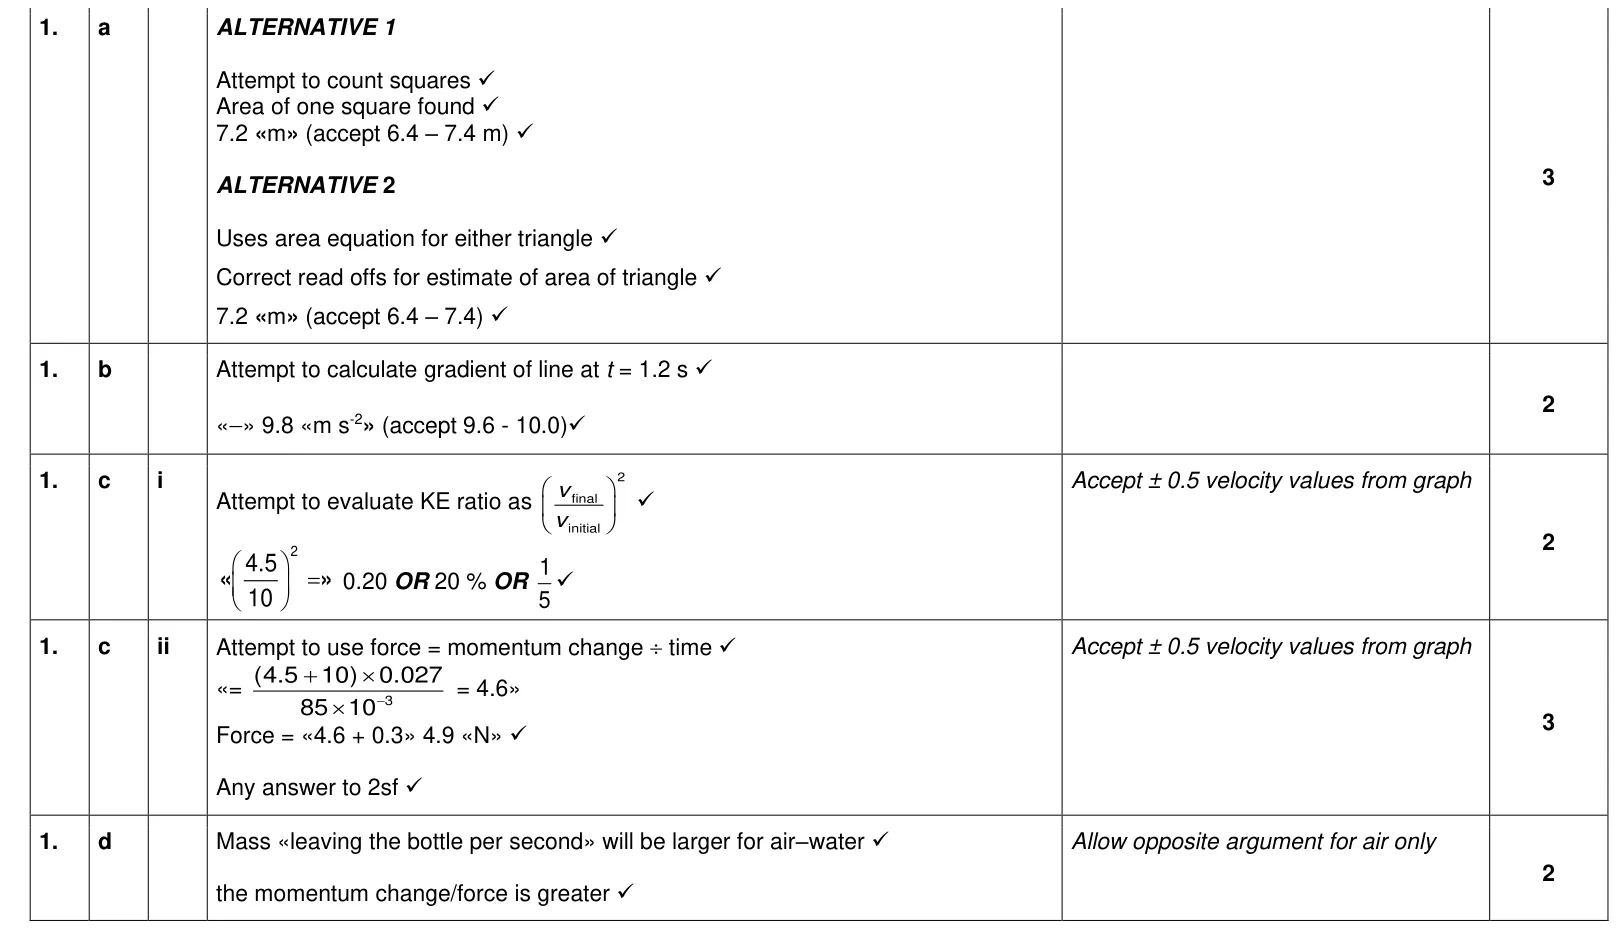 1. a ALTERNATIVE 1
Attempt to count squares ✓
Area of one square found ✓
7.2 «m» (accept 6.4 – 7.4 m) ✓
ALTERNATIVE 2
Uses area equation for either triangle ✓
Correct read offs for estimate of area of triangle ✓
7.2 «m» (accept 6.4 – 7.4) ✓
3
1. b Attempt to calculate gradient of line at t = 1.2 s ✓
«–» 9.8 «m s⁻²» (accept 9.6 - 10.0)✓
2
1. c i Attempt to evaluate KE ratio as (v_final / v_initial)² ✓
«(4.5 / 10)² =» 0.20 OR 20 % OR 1/5 ✓
Accept ± 0.5 velocity values from graph
2
1. c ii Attempt to use force = momentum change ÷ time ✓
«= (4.5 + 10) × 0.027 / 85 × 10⁻³ = 4.6»
Force = «4.6 + 0.3» 4.9 «N» ✓
Any answer to 2sf ✓
Accept ± 0.5 velocity values from graph
3
1. d Mass «leaving the bottle per second» will be larger for air–water ✓
the momentum change/force is greater ✓
Allow opposite argument for air only
2